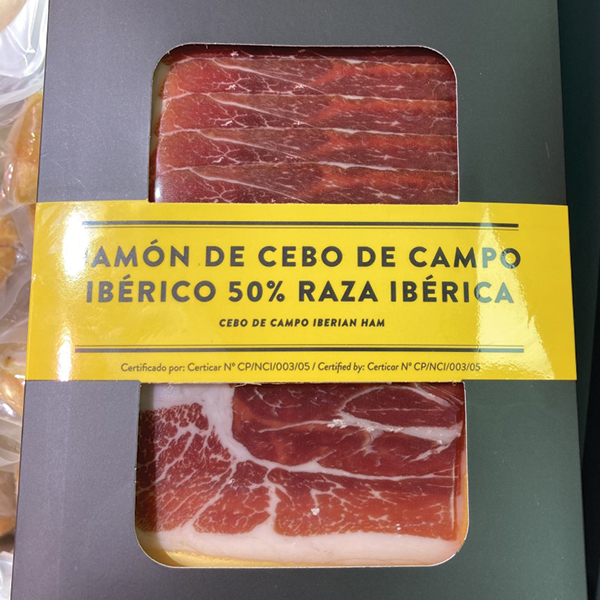 JAMÓN DE CEBO DE CAMPO
IBÉRICO 50% RAZA IBÉRICA
CEBO DE CAMPO IBERIAN HAM
Certificado por: Certicar Nº CP/NCI/003/05 / Certified by: Certicar Nº CP/NCI/003/05